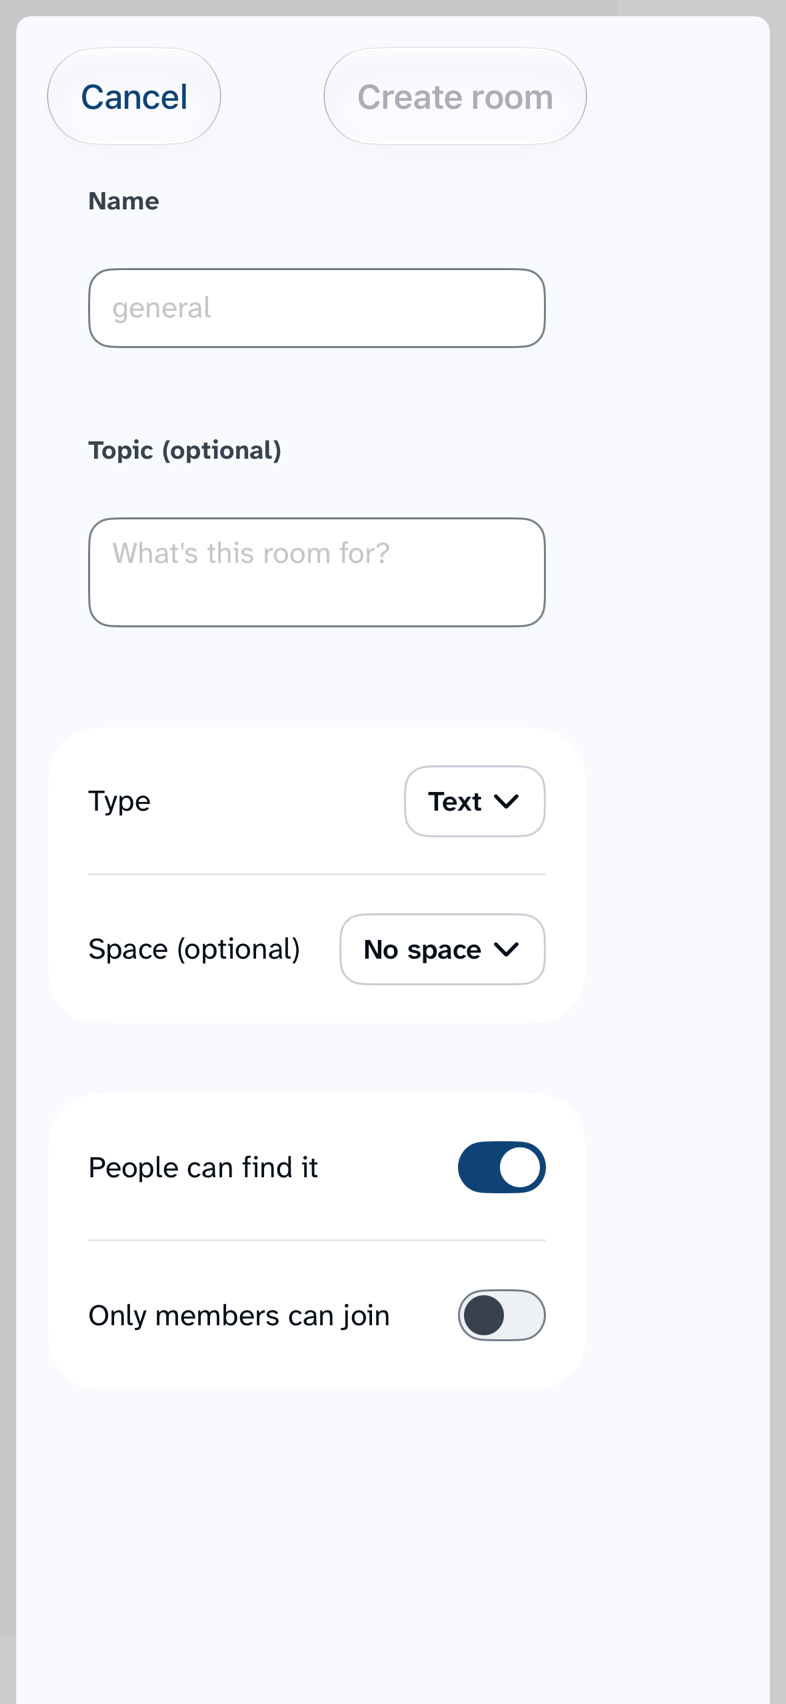 Cancel
Create room
Name
general
Topic (optional)
What's this room for?
Type
Text
Space (optional)
No space
People can find it
Only members can join